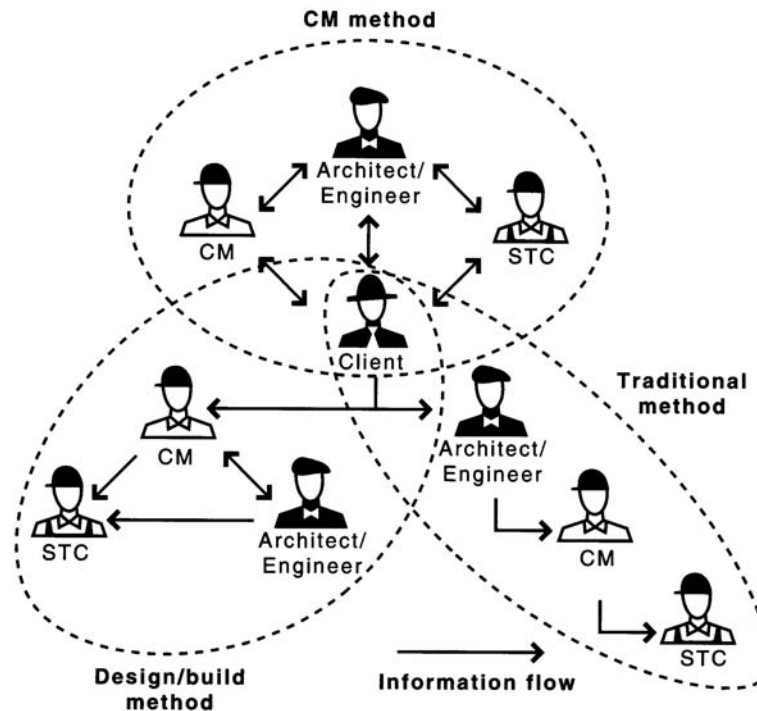 CM method
Architect/
Engineer
CM
STC
Client
Traditional
method
CM
Architect/
Engineer
STC
Architect/
Engineer
CM
STC
Design/build
method
Information flow